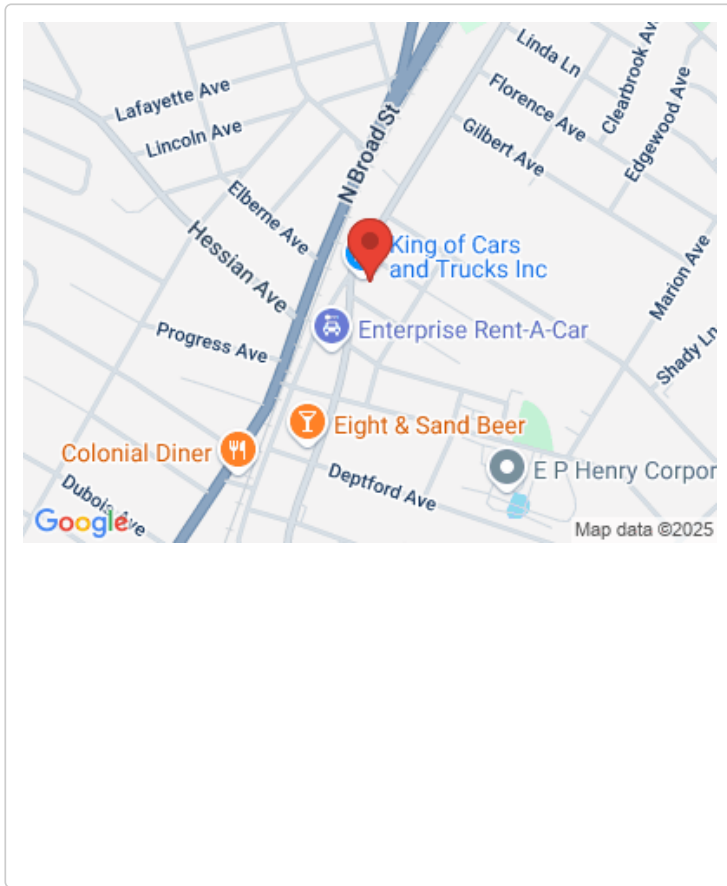 Linda Ln
Clearbrook Av
Lafayette Ave
Florence Ave
Edgewood Ave
Lincoln Ave
N Broad St
Gilbert Ave
Elberne Ave
Hessian Ave
King of Cars
and Trucks Inc
Marion Ave
Progress Ave
Enterprise Rent-A-Car
Shady Ln
Eight & Sand Beer
Colonial Diner
E P Henry Corpor
Deptford Ave
Dubois Ave
Google
Map data ©2025